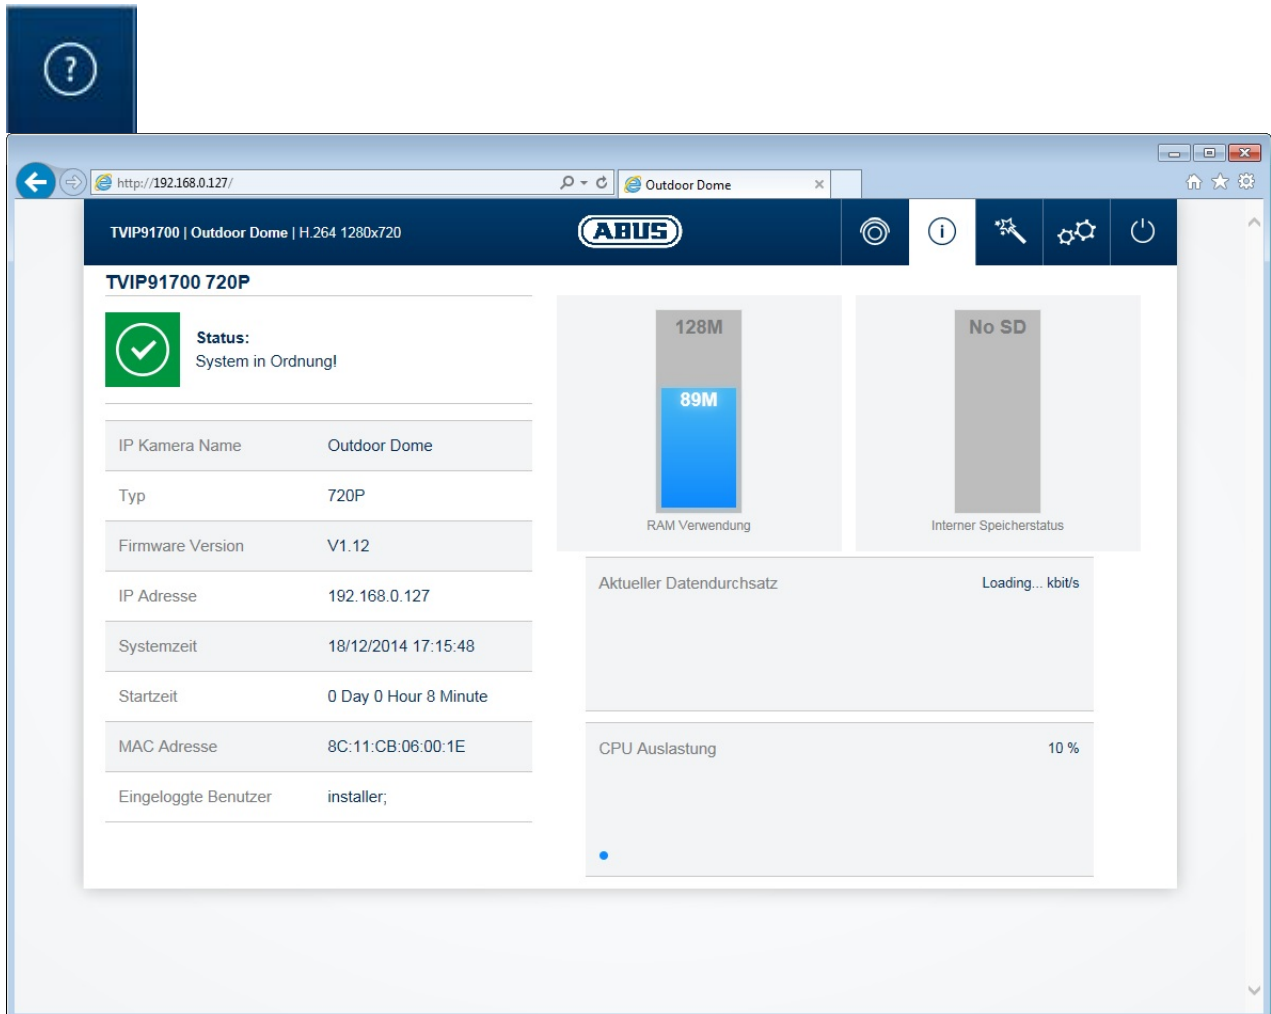 ?
http://192.168.0.127/
Outdoor Dome
TVIP91700 | Outdoor Dome | H.264 1280x720
ABUS
i
TVIP91700 720P
Status:
System in Ordnung!
IP Kamera Name Outdoor Dome
Typ 720P
Firmware Version V1.12
IP Adresse 192.168.0.127
Systemzeit 18/12/2014 17:15:48
Startzeit 0 Day 0 Hour 8 Minute
MAC Adresse 8C:11:CB:06:00:1E
Eingeloggte Benutzer installer;
128M
89M
RAM Verwendung
No SD
Interner Speicherstatus
Aktueller Datendurchsatz Loading... kbit/s
CPU Auslastung 10 %